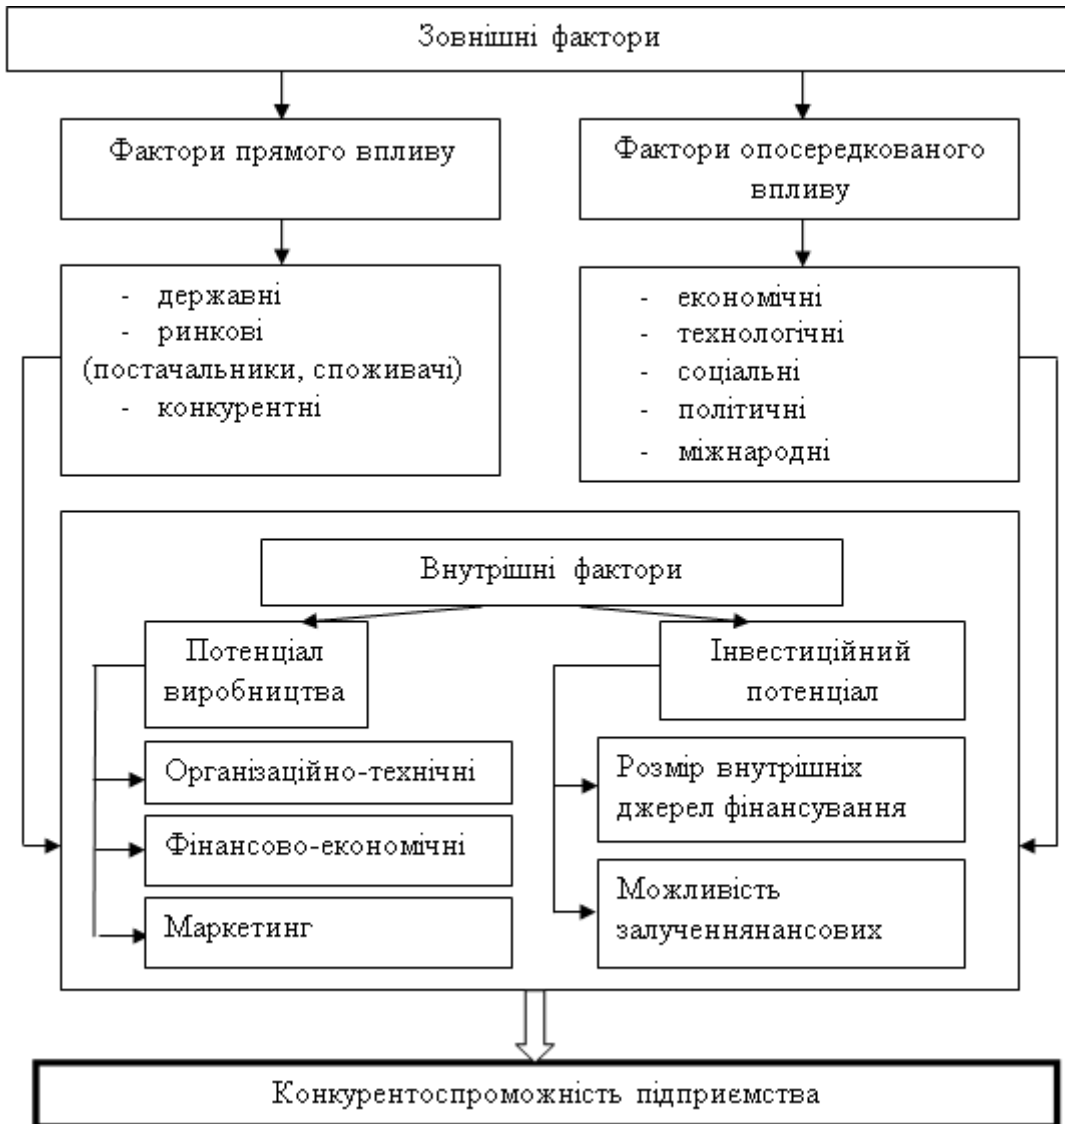 Зовнішні фактори
Фактори прямого впливу
Фактори опосередкованого
впливу
- державні
- ринкові
(постачальники, споживачі)
- конкурентні
- економічні
- технологічні
- соціальні
- політичні
- міжнародні
Внутрішні фактори
Потенціал
виробництва
Інвестиційний
потенціал
Організаційно-технічні
Фінансово-економічні
Маркетинг
Розмір внутрішніх
джерел фінансування
Можливість
залученнянансових
Конкурентоспроможність підприємства